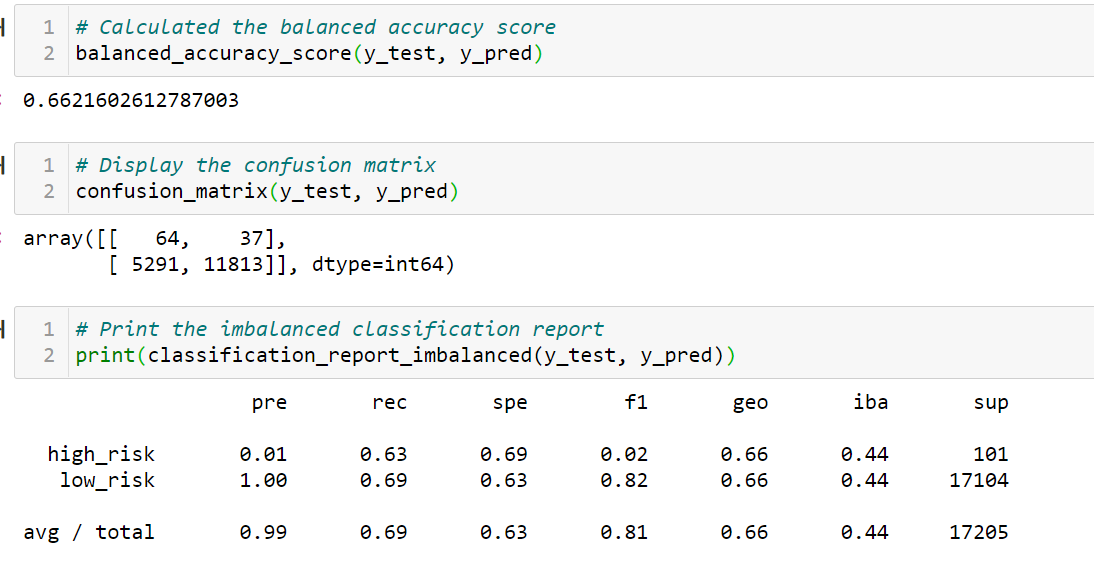 1 # Calculated the balanced accuracy score
2 balanced_accuracy_score(y_test, y_pred)
0.6621602612787003
1 # Display the confusion matrix
2 confusion_matrix(y_test, y_pred)
array([[   64,    37],
       [ 5291, 11813]], dtype=int64)
1 # Print the imbalanced classification report
2 print(classification_report_imbalanced(y_test, y_pred))
pre rec spe f1 geo iba sup
high_risk 0.01 0.63 0.69 0.02 0.66 0.44 101
low_risk 1.00 0.69 0.63 0.82 0.66 0.44 17104
avg / total 0.99 0.69 0.63 0.81 0.66 0.44 17205